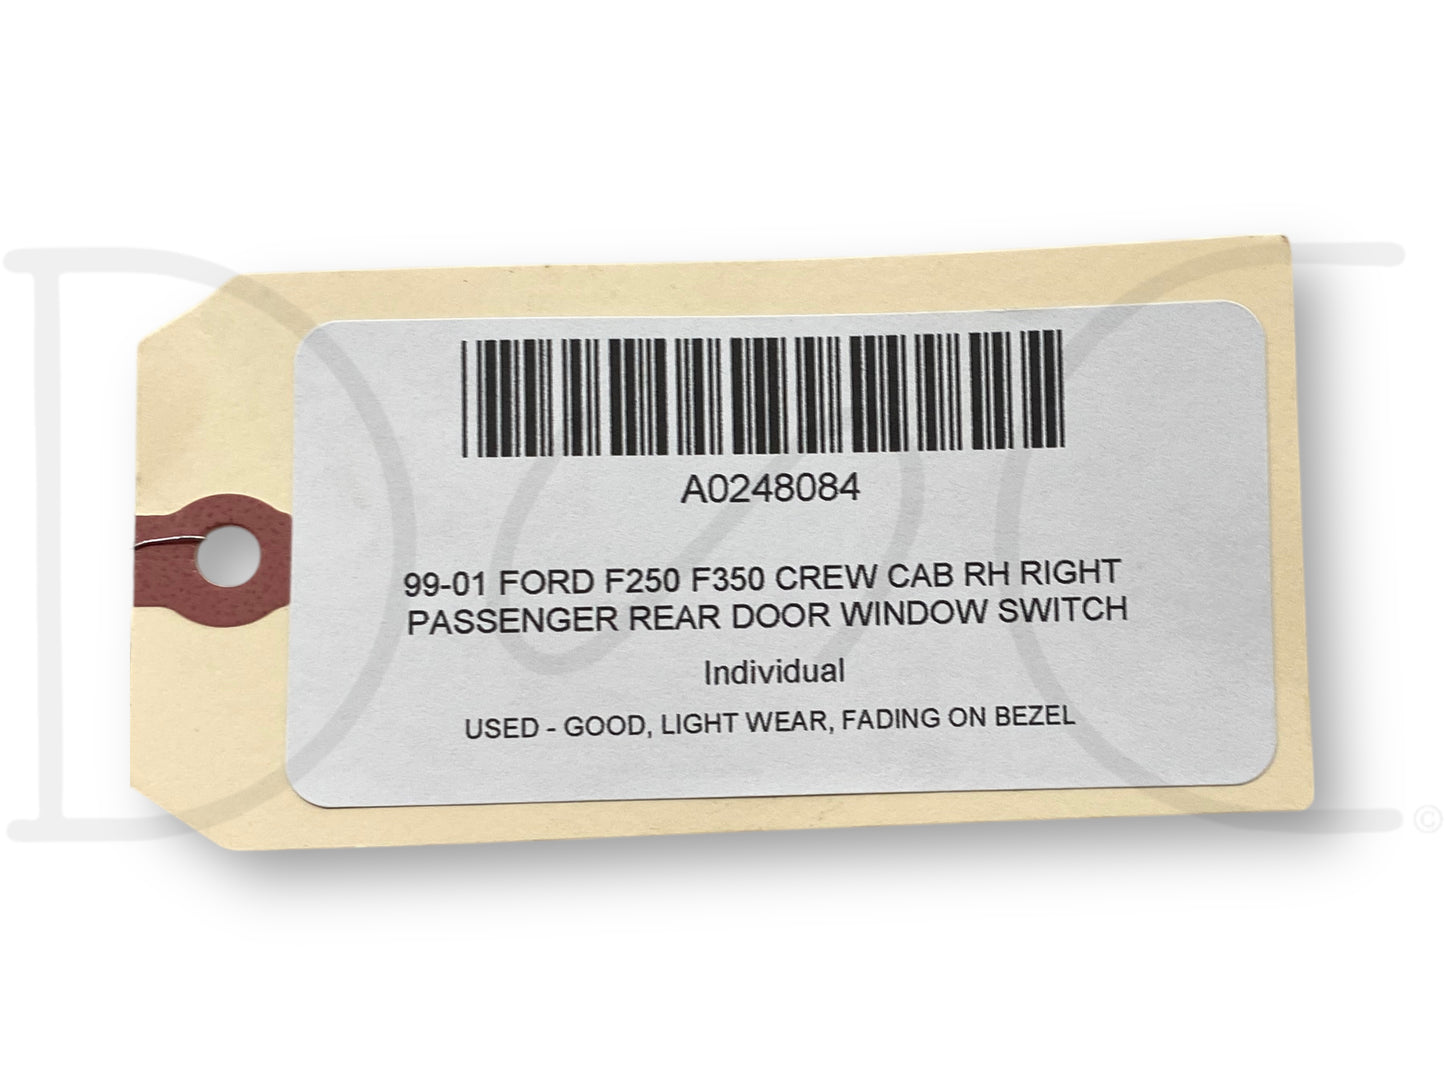 A0248084
99-01 FORD F250 F350 CREW CAB RH RIGHT
PASSENGER REAR DOOR WINDOW SWITCH
Individual
USED - GOOD, LIGHT WEAR, FADING ON BEZEL
©